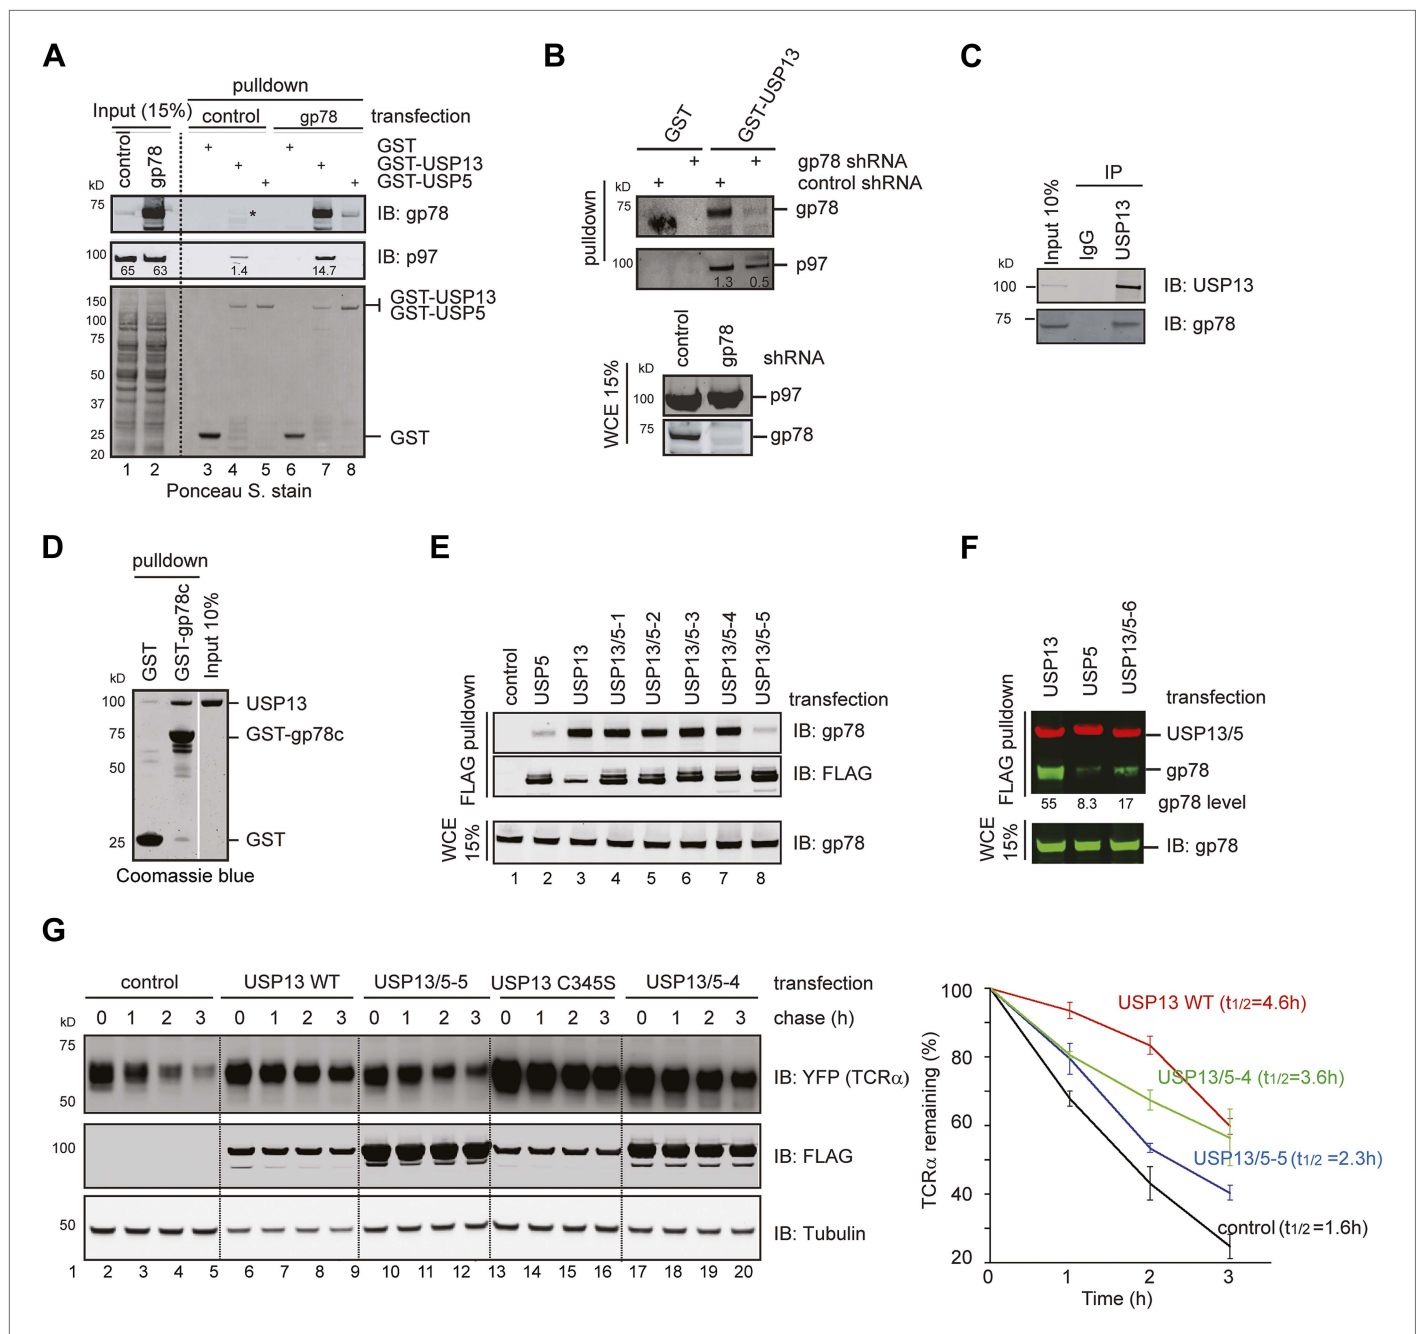 A
pulldown
Input (15%)
control
gp78
transfection
control
gp78
+
+
GST
+
+
GST-USP13
kD
+
+
GST-USP5
75
*
IB: gp78
100
IB: p97
65
63
1.4
14.7
150
GST-USP13
100
GST-USP5
75
50
37
25
GST
20
1 2 3 4 5 6 7 8
Ponceau S. stain
B
GST
GST-USP13
+
+
gp78 shRNA
kD
+
+
control shRNA
pulldown
75
gp78
100
p97
1.3
0.5
control
gp78
shRNA
WCE 15%
kD
100
p97
75
gp78
C
IP
Input 10%
IgG
USP13
kD
100
IB: USP13
75
IB: gp78
D
pulldown
GST
GST-gp78c
Input 10%
kD
100
USP13
75
GST-gp78c
50
25
GST
Coomassie blue
E
control
USP5
USP13
USP13/5-1
USP13/5-2
USP13/5-3
USP13/5-4
USP13/5-5
transfection
FLAG pulldown
IB: gp78
IB: FLAG
WCE
15%
IB: gp78
1 2 3 4 5 6 7 8
F
USP13
USP5
USP13/5-6
transfection
FLAG pulldown
USP13/5
gp78
55 8.3 17 gp78 level
WCE
15%
IB: gp78
G
control
USP13 WT
USP13/5-5
USP13 C345S
USP13/5-4
transfection
0 1 2 3 0 1 2 3 0 1 2 3 0 1 2 3 0 1 2 3 chase (h)
kD
75
IB: YFP (TCRα)
50
100
IB: FLAG
50
IB: Tubulin
1 2 3 4 5 6 7 8 9 10 11 12 13 14 15 16 17 18 19 20
TCRα remaining (%)
100
80
60
40
20
USP13 WT (t1/2=4.6h)
USP13/5-4 (t1/2=3.6h)
USP13/5-5 (t1/2 =2.3h)
control (t1/2=1.6h)
0 1 2 3
Time (h)